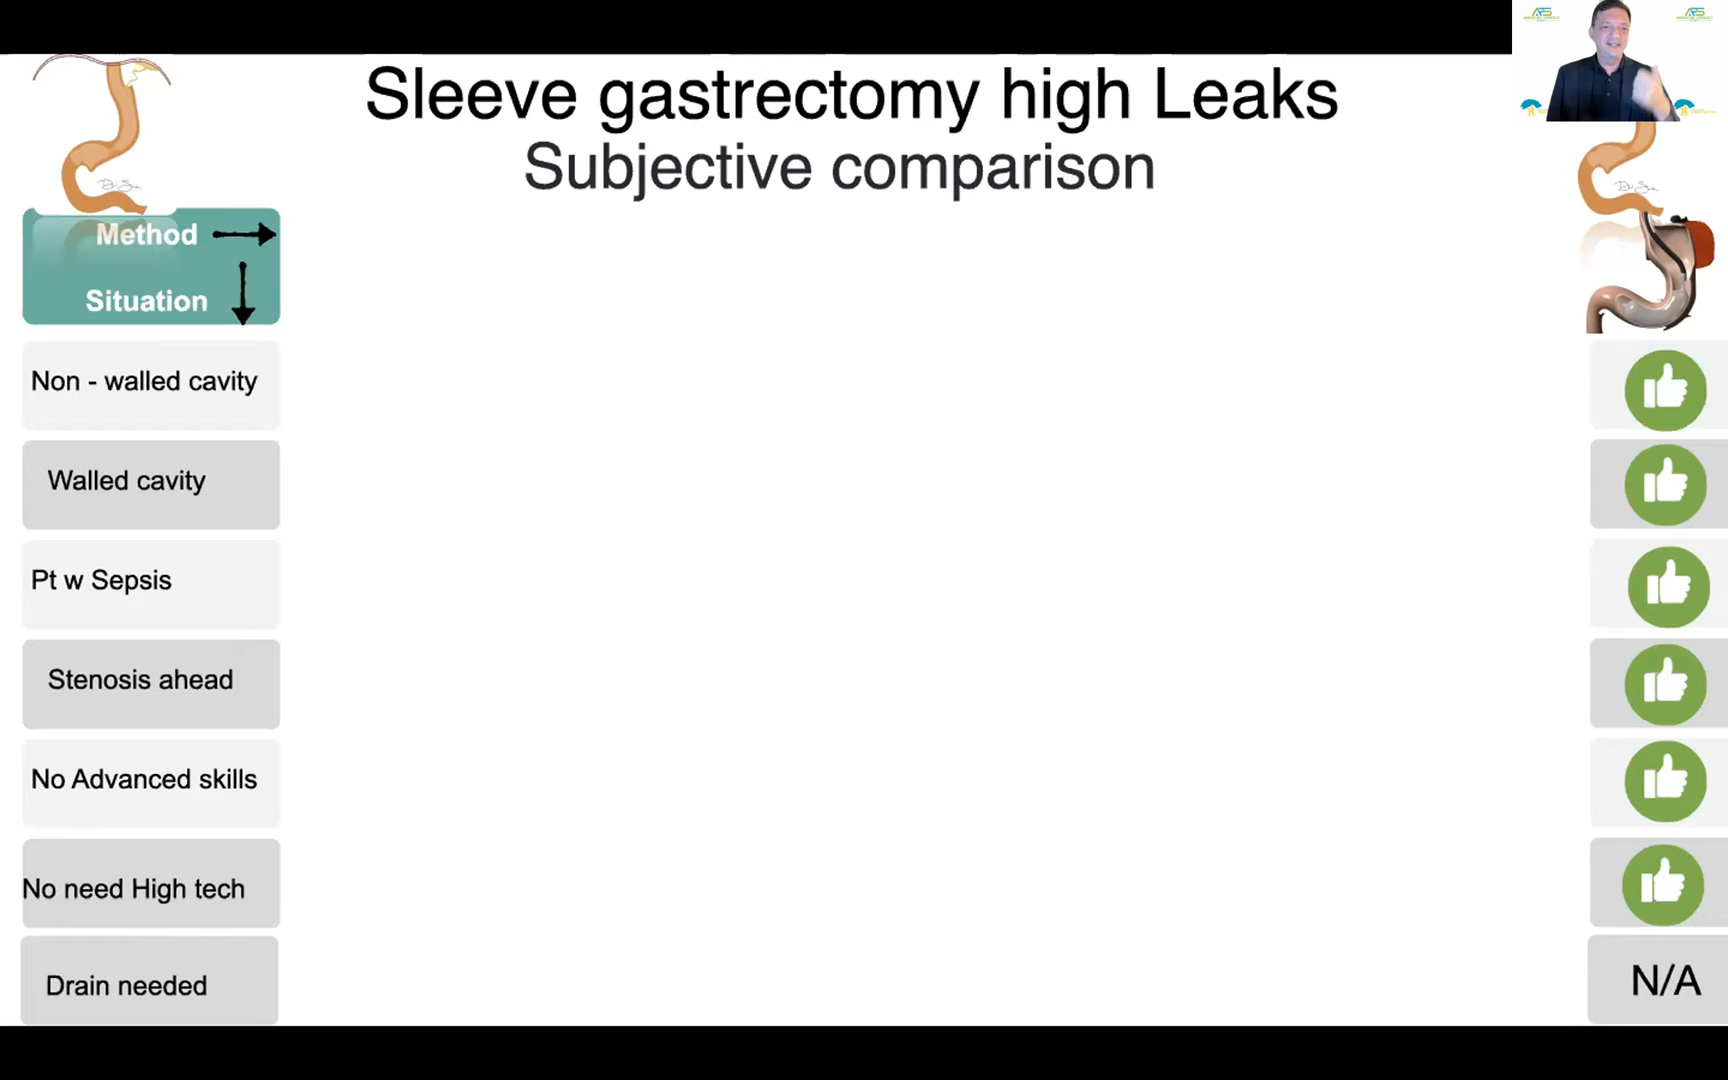 Sleeve gastrectomy high Leaks
Subjective comparison
Method
Situation
Non - walled cavity
Walled cavity
Pt w Sepsis
Stenosis ahead
No Advanced skills
No need High tech
Drain needed
N/A